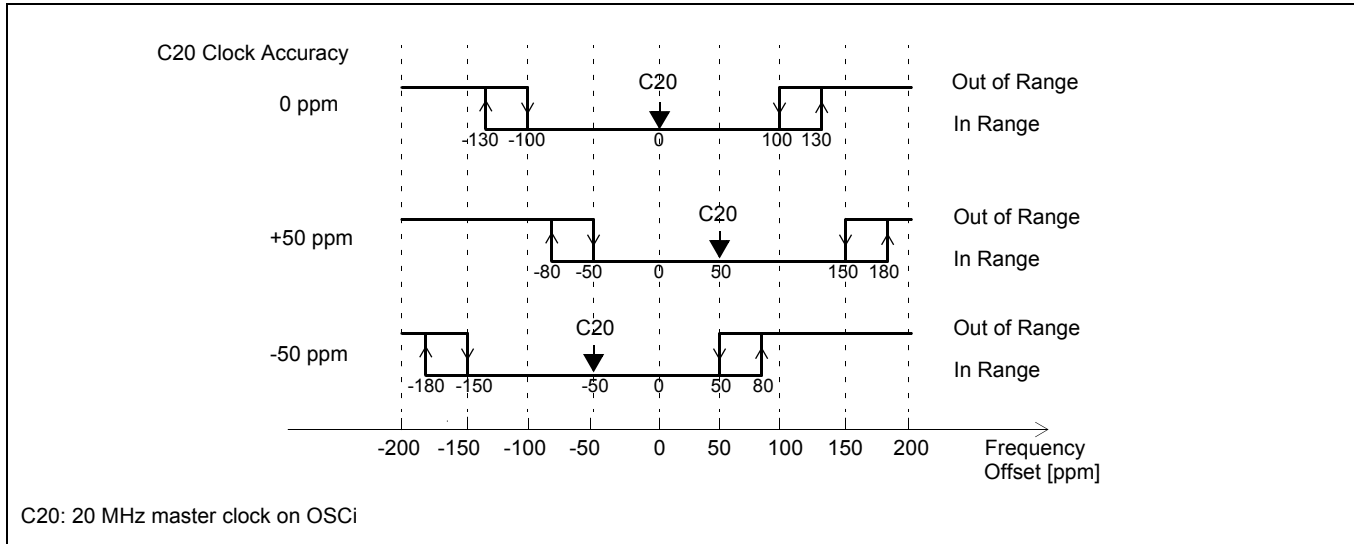 C20 Clock Accuracy
0 ppm
C20
Out of Range
In Range
-130 -100 0 100 130
+50 ppm
C20
Out of Range
In Range
-80 -50 0 50 150 180
-50 ppm
C20
Out of Range
In Range
-180 -150 -50 0 50 80
-200 -150 -100 -50 0 50 100 150 200
Frequency
Offset [ppm]
C20: 20 MHz master clock on OSCi